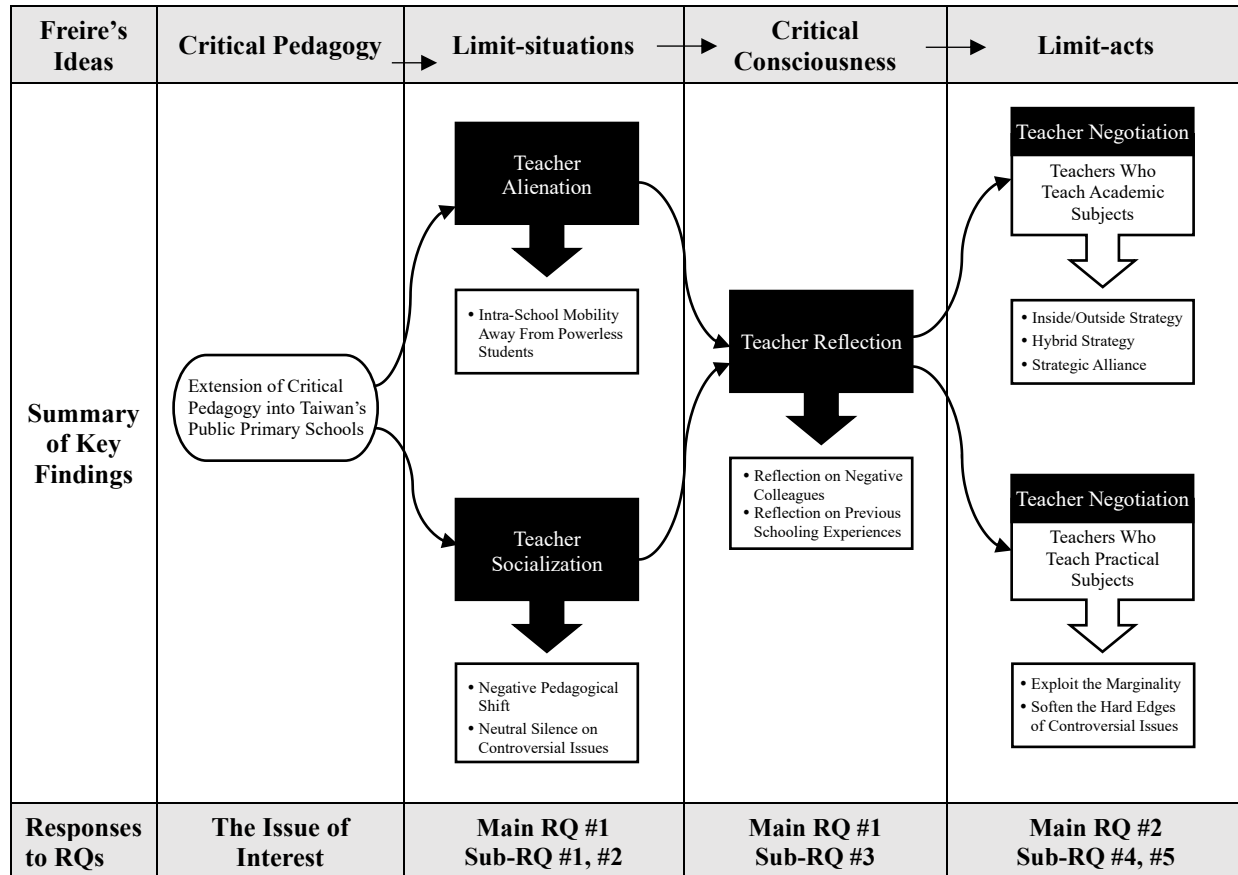 Freire's
Ideas
Critical Pedagogy
Limit-situations
Critical
Consciousness
Limit-acts
Summary
of Key
Findings
Extension of Critical
Pedagogy into Taiwan's
Public Primary Schools
Teacher
Alienation
• Intra-School Mobility
Away From Powerless
Students
Teacher
Socialization
• Negative Pedagogical
Shift
• Neutral Silence on
Controversial Issues
Teacher Reflection
• Reflection on Negative
Colleagues
• Reflection on Previous
Schooling Experiences
Teacher Negotiation
Teachers Who
Teach Academic
Subjects
• Inside/Outside Strategy
• Hybrid Strategy
• Strategic Alliance
Teacher Negotiation
Teachers Who
Teach Practical
Subjects
• Exploit the Marginality
• Soften the Hard Edges
of Controversial Issues
Responses
to RQs
The Issue of
Interest
Main RQ #1
Sub-RQ #1, #2
Main RQ #1
Sub-RQ #3
Main RQ #2
Sub-RQ #4, #5